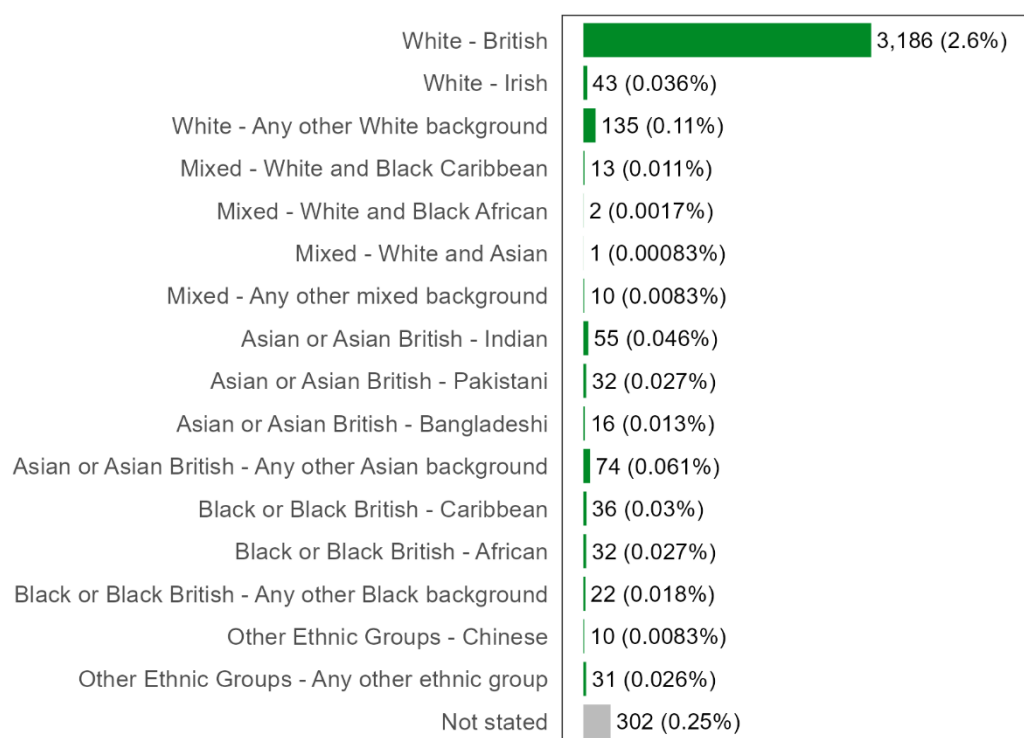 White - British 3,186 (2.6%)
White - Irish 43 (0.036%)
White - Any other White background 135 (0.11%)
Mixed - White and Black Caribbean 13 (0.011%)
Mixed - White and Black African 2 (0.0017%)
Mixed - White and Asian 1 (0.00083%)
Mixed - Any other mixed background 10 (0.0083%)
Asian or Asian British - Indian 55 (0.046%)
Asian or Asian British - Pakistani 32 (0.027%)
Asian or Asian British - Bangladeshi 16 (0.013%)
Asian or Asian British - Any other Asian background 74 (0.061%)
Black or Black British - Caribbean 36 (0.03%)
Black or Black British - African 32 (0.027%)
Black or Black British - Any other Black background 22 (0.018%)
Other Ethnic Groups - Chinese 10 (0.0083%)
Other Ethnic Groups - Any other ethnic group 31 (0.026%)
Not stated 302 (0.25%)